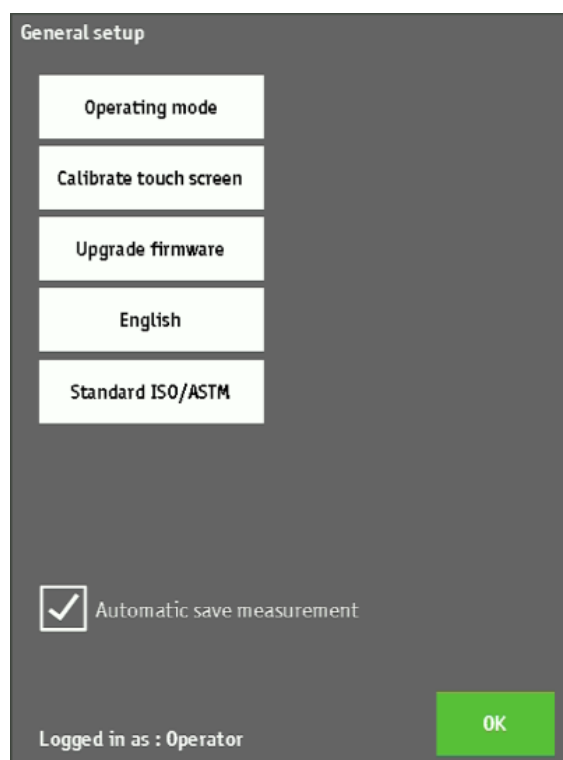 General setup
Operating mode
Calibrate touch screen
Upgrade firmware
English
Standard ISO/ASTM
Automatic save measurement
OK
Logged in as : Operator